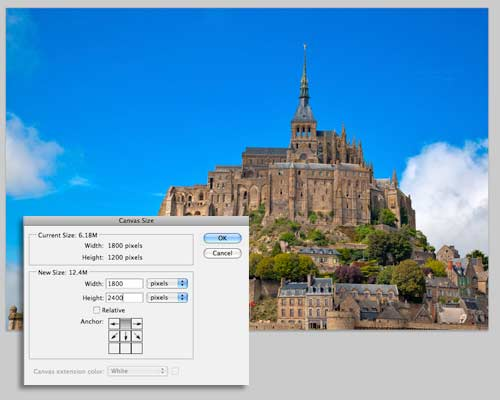 Canvas Size
Current Size: 6.18M
Width: 1800 pixels
Height: 1200 pixels
OK
Cancel
New Size: 12.4M
Width: 1800 pixels
Height: 2400 pixels
Relative
Anchor:
Canvas extension color: White